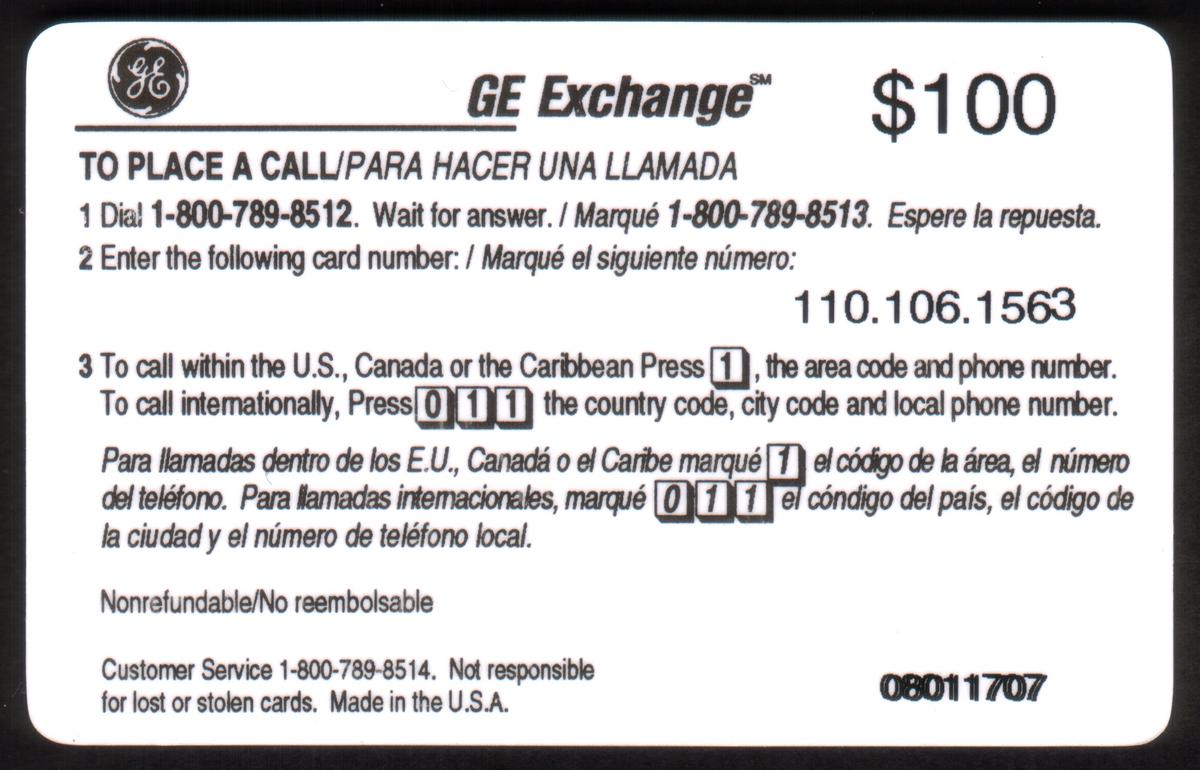 GE
GE Exchange℠
$100
TO PLACE A CALL/PARA HACER UNA LLAMADA
1 Dial 1-800-789-8512. Wait for answer. / Marqué 1-800-789-8513. Espere la repuesta.
2 Enter the following card number: / Marqué el siguiente número:
110.106.1563
3 To call within the U.S., Canada or the Caribbean Press 1, the area code and phone number.
To call internationally, Press 0 1 1 the country code, city code and local phone number.
Para llamadas dentro de los E.U., Canadá o el Caribe marqué 1 el código de la área, el número
del teléfono. Para llamadas internacionales, marqué 0 1 1 el cóndigo del país, el código de
la ciudad y el número de teléfono local.
Nonrefundable/No reembolsable
Customer Service 1-800-789-8514. Not responsible
for lost or stolen cards. Made in the U.S.A.
08011707